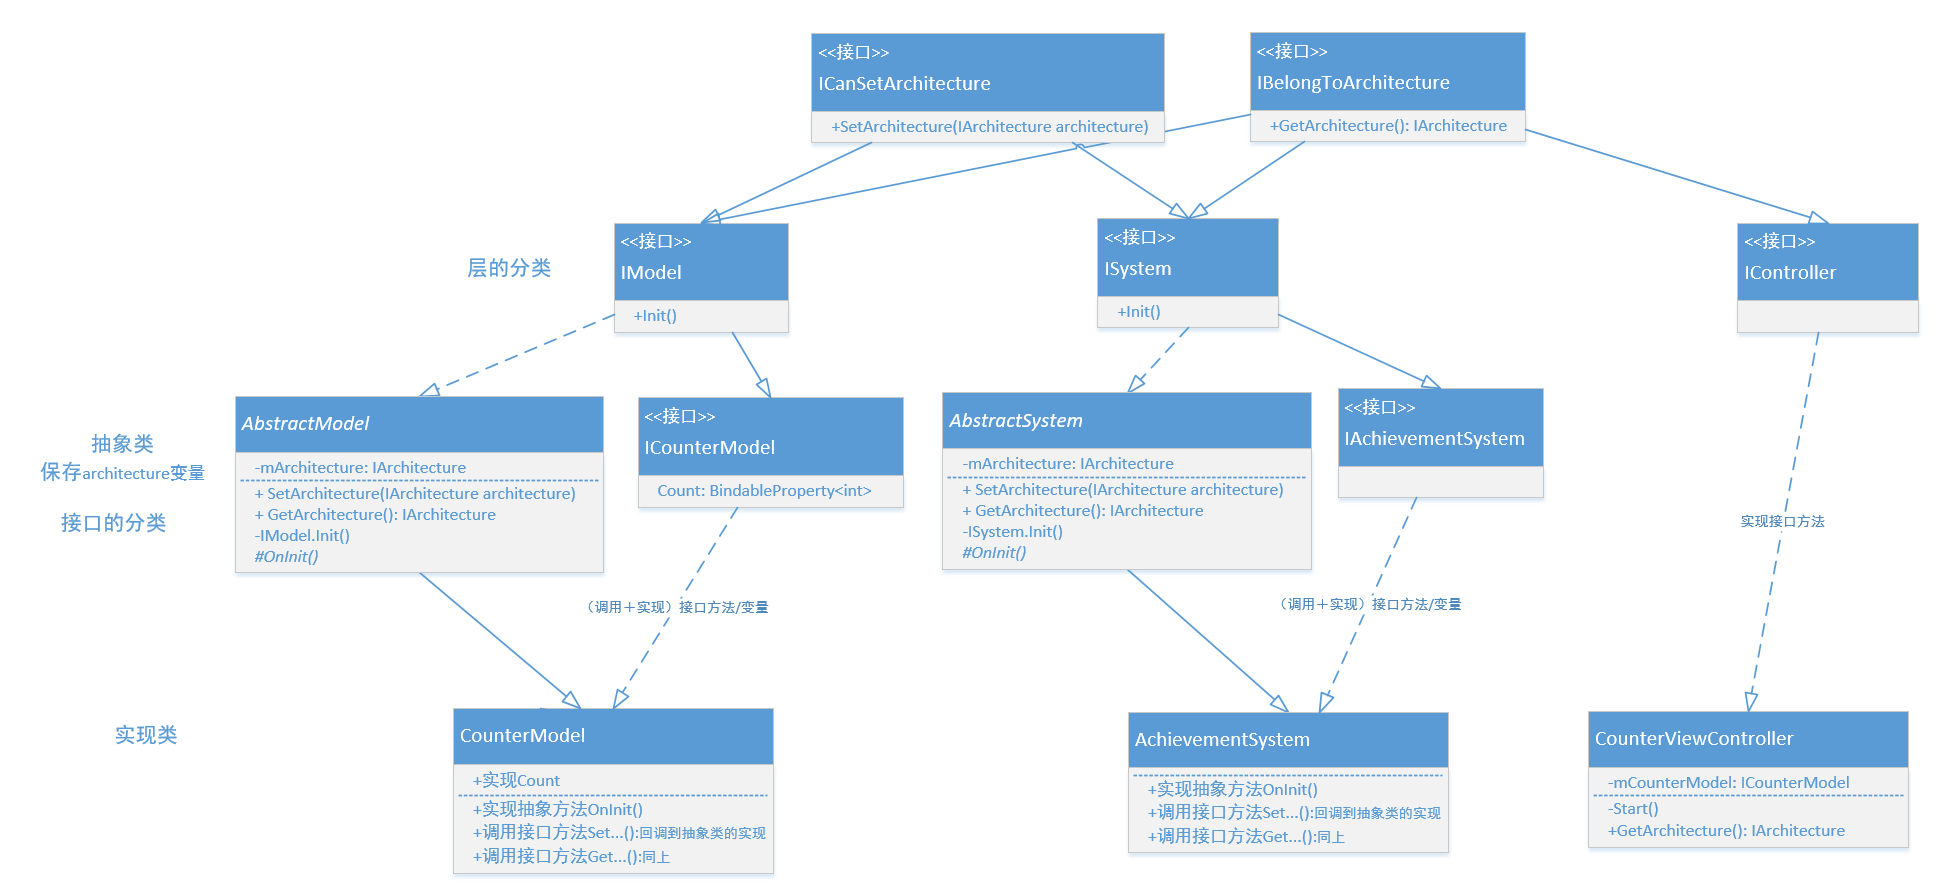 <<接口>>
ICanSetArchitecture
+SetArchitecture(IArchitecture architecture)
<<接口>>
IBelongToArchitecture
+GetArchitecture(): IArchitecture
层的分类
<<接口>>
IModel
+Init()
<<接口>>
ISystem
+Init()
<<接口>>
IController
抽象类
保存architecture变量
接口的分类
AbstractModel
-mArchitecture: IArchitecture
+ SetArchitecture(IArchitecture architecture)
+ GetArchitecture(): IArchitecture
-IModel.Init()
#OnInit()
<<接口>>
ICounterModel
Count: BindableProperty<int>
AbstractSystem
-mArchitecture: IArchitecture
+ SetArchitecture(IArchitecture architecture)
+ GetArchitecture(): IArchitecture
-ISystem.Init()
#OnInit()
<<接口>>
IAchievementSystem
实现接口方法
（调用＋实现）接口方法/变量
（调用＋实现）接口方法/变量
实现类
CounterModel
+实现Count
+实现抽象方法OnInit()
+调用接口方法Set...():回调到抽象类的实现
+调用接口方法Get...():同上
AchievementSystem
+实现抽象方法OnInit()
+调用接口方法Set...():回调到抽象类的实现
+调用接口方法Get...():同上
CounterViewController
-mCounterModel: ICounterModel
-Start()
+GetArchitecture(): IArchitecture